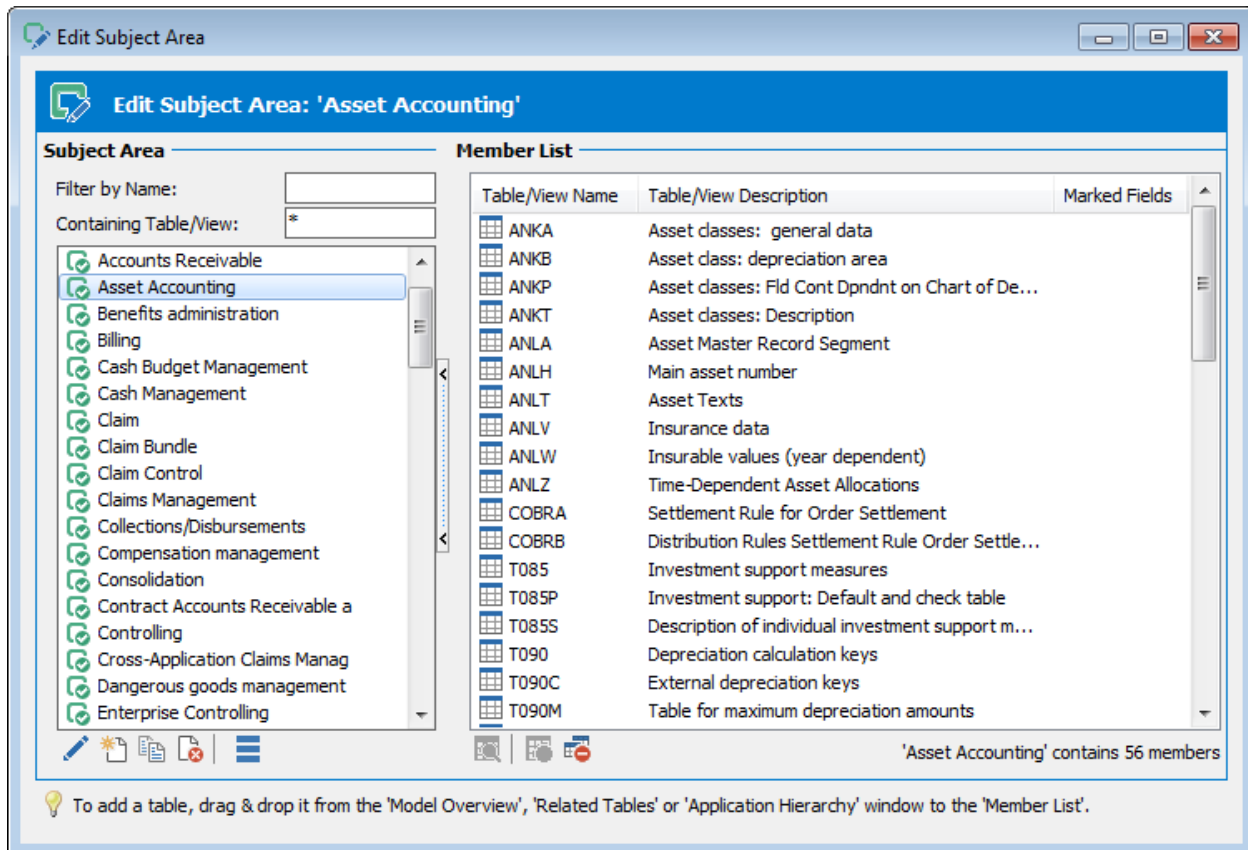 Edit Subject Area
Edit Subject Area: 'Asset Accounting'
Subject Area
Filter by Name:
Containing Table/View: *
Accounts Receivable
Asset Accounting
Benefits administration
Billing
Cash Budget Management
Cash Management
Claim
Claim Bundle
Claim Control
Claims Management
Collections/Disbursements
Compensation management
Consolidation
Contract Accounts Receivable a
Controlling
Cross-Application Claims Manag
Dangerous goods management
Enterprise Controlling
Member List
Table/View Name Table/View Description Marked Fields
ANKA Asset classes:  general data
ANKB Asset class: depreciation area
ANKP Asset classes: Fld Cont Dpndnt on Chart of De...
ANKT Asset classes: Description
ANLA Asset Master Record Segment
ANLH Main asset number
ANLT Asset Texts
ANLV Insurance data
ANLW Insurable values (year dependent)
ANLZ Time-Dependent Asset Allocations
COBRA Settlement Rule for Order Settlement
COBRB Distribution Rules Settlement Rule Order Settle...
T085 Investment support measures
T085P Investment support: Default and check table
T085S Description of individual investment support m...
T090 Depreciation calculation keys
T090C External depreciation keys
T090M Table for maximum depreciation amounts
'Asset Accounting' contains 56 members
To add a table, drag & drop it from the 'Model Overview', 'Related Tables' or 'Application Hierarchy' window to the 'Member List'.